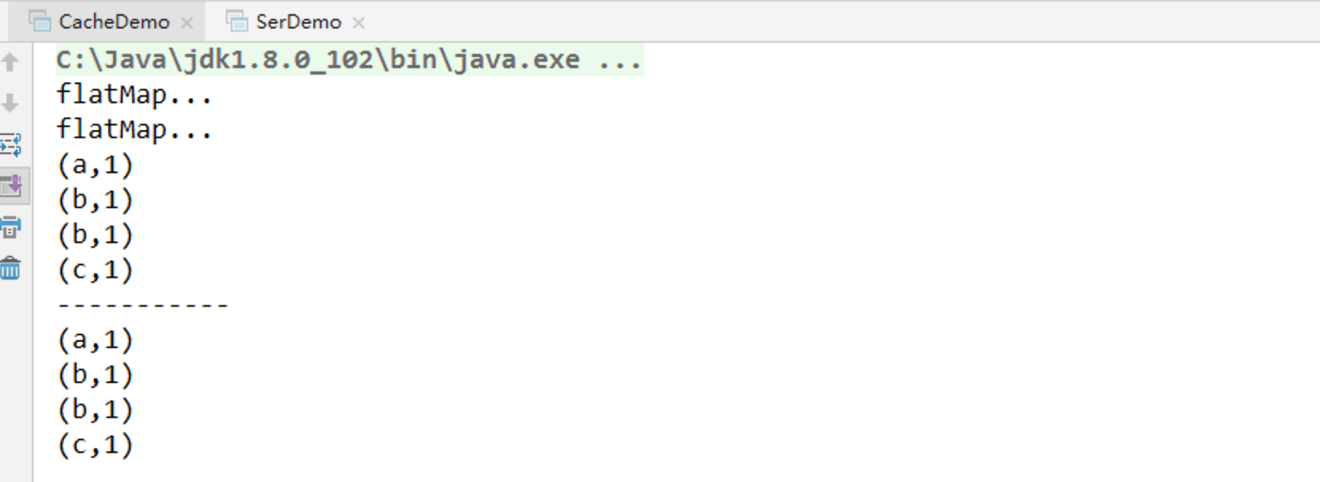 CacheDemo SerDemo
C:\Java\jdk1.8.0_102\bin\java.exe ...
flatMap...
flatMap...
(a,1)
(b,1)
(b,1)
(c,1)
-----------
(a,1)
(b,1)
(b,1)
(c,1)